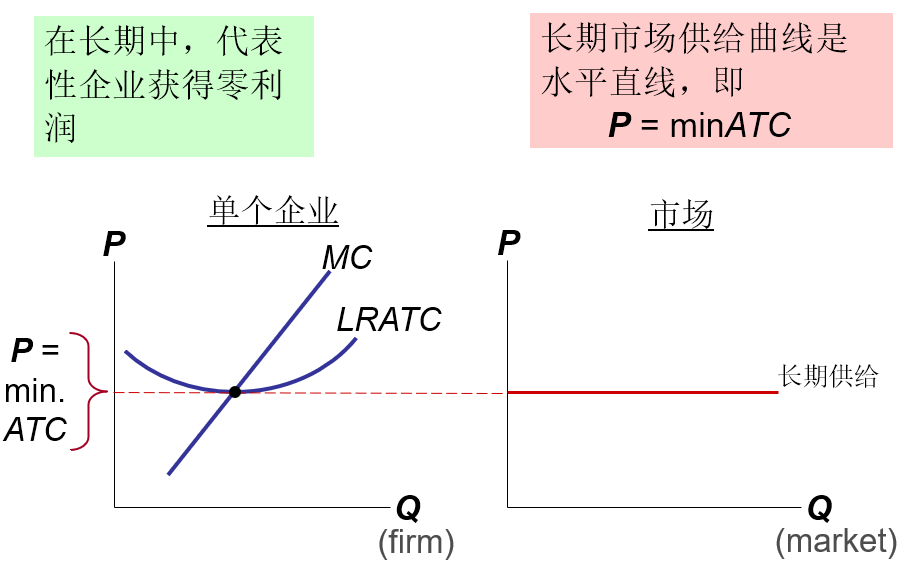 在长期中，代表
性企业获得零利
润
长期市场供给曲线是
水平直线，即
P = minATC
单个企业
P
MC
LRATC
P =
min.
ATC
Q
(firm)
市场
P
长期供给
Q
(market)